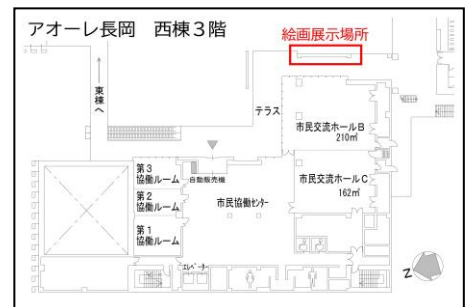 アオーレ長岡 西棟３階
絵画展示場所
東棟へ
テラス
市民交流ホールB
210㎡
第３
協働ルーム
自動販売機
市民交流ホールC
162㎡
第２
協働ルーム
市民協働センター
第１
協働ルーム
エレベーター
Z